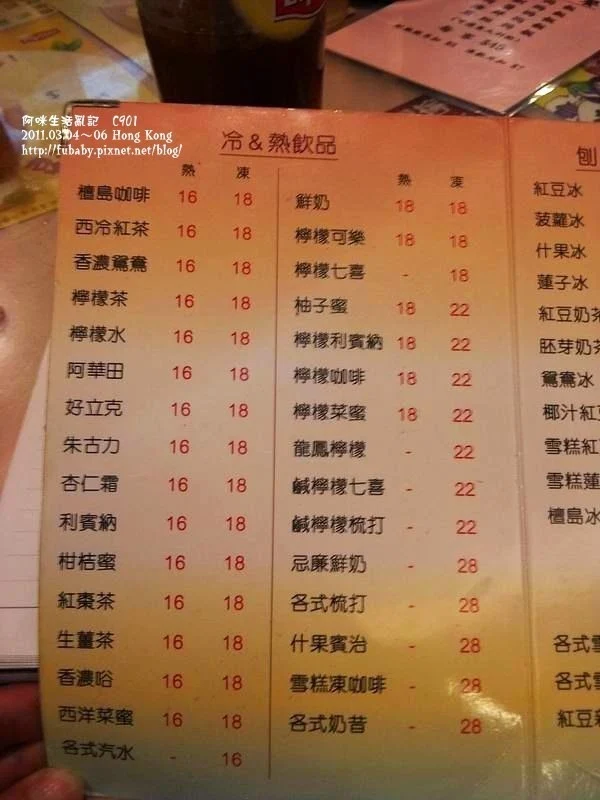 阿咪生活亂記 C901
2011.03.04～06 Hong Kong
http://fubaby.pixnet.net/blog/
冷&熱飲品
熱 凍
檀島咖啡 16 18
西冷紅茶 16 18
香濃鴛鴦 16 18
檸檬茶 16 18
檸檬水 16 18
阿華田 16 18
好立克 16 18
朱古力 16 18
杏仁霜 16 18
利賓納 16 18
柑桔蜜 16 18
紅棗茶 16 18
生薑茶 16 18
香濃唂 16 18
西洋菜蜜 16 18
各式汽水 - 16
熱 凍
鮮奶 18 18
檸檬可樂 18 18
檸檬七喜 - 18
柚子蜜 18 22
檸檬利賓納 18 22
檸檬咖啡 18 22
檸檬菜蜜 18 22
龍鳳檸檬 - 22
鹹檸檬七喜 - 22
鹹檸檬梳打 - 22
忌廉鮮奶 - 28
各式梳打 - 28
什果賓治 - 28
雪糕凍咖啡 - 28
各式奶昔 - 28
刨
紅豆冰
菠蘿冰
什果冰
蓮子冰
紅豆奶茶
胚芽奶茶
鴛鴦冰
椰汁紅豆
雪糕紅
雪糕蓮
檀島冰
各式雪
各式雪
紅豆